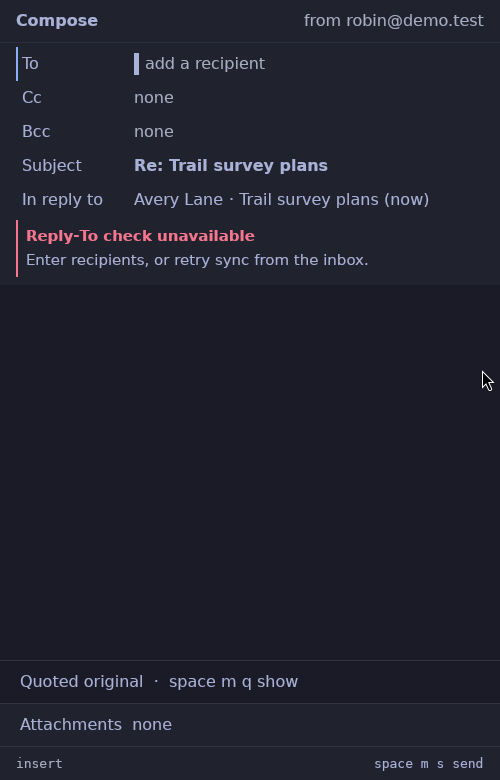 Compose from robin@demo.test
To add a recipient
Cc none
Bcc none
Subject Re: Trail survey plans
In reply to Avery Lane · Trail survey plans (now)
Reply-To check unavailable
Enter recipients, or retry sync from the inbox.
Quoted original · space m q show
Attachments none
insert space m s send